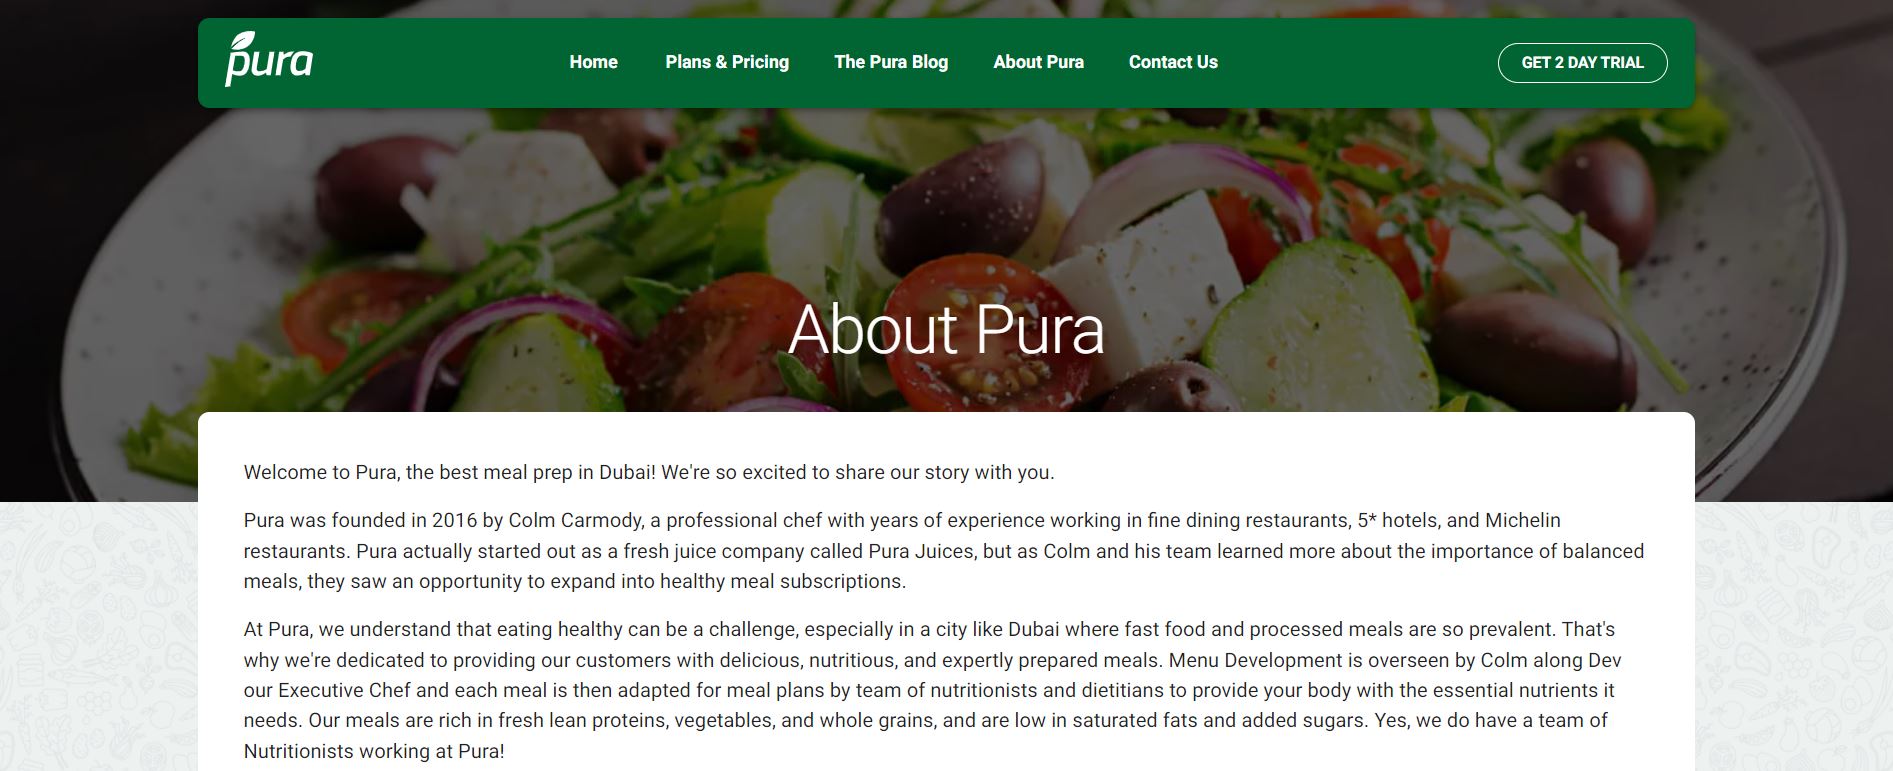 pura
Home
Plans & Pricing
The Pura Blog
About Pura
Contact Us
GET 2 DAY TRIAL
About Pura
Welcome to Pura, the best meal prep in Dubai! We're so excited to share our story with you.
Pura was founded in 2016 by Colm Carmody, a professional chef with years of experience working in fine dining restaurants, 5* hotels, and Michelin
restaurants. Pura actually started out as a fresh juice company called Pura Juices, but as Colm and his team learned more about the importance of balanced
meals, they saw an opportunity to expand into healthy meal subscriptions.
At Pura, we understand that eating healthy can be a challenge, especially in a city like Dubai where fast food and processed meals are so prevalent. That's
why we're dedicated to providing our customers with delicious, nutritious, and expertly prepared meals. Menu Development is overseen by Colm along Dev
our Executive Chef and each meal is then adapted for meal plans by team of nutritionists and dietitians to provide your body with the essential nutrients it
needs. Our meals are rich in fresh lean proteins, vegetables, and whole grains, and are low in saturated fats and added sugars. Yes, we do have a team of
Nutritionists working at Pura!